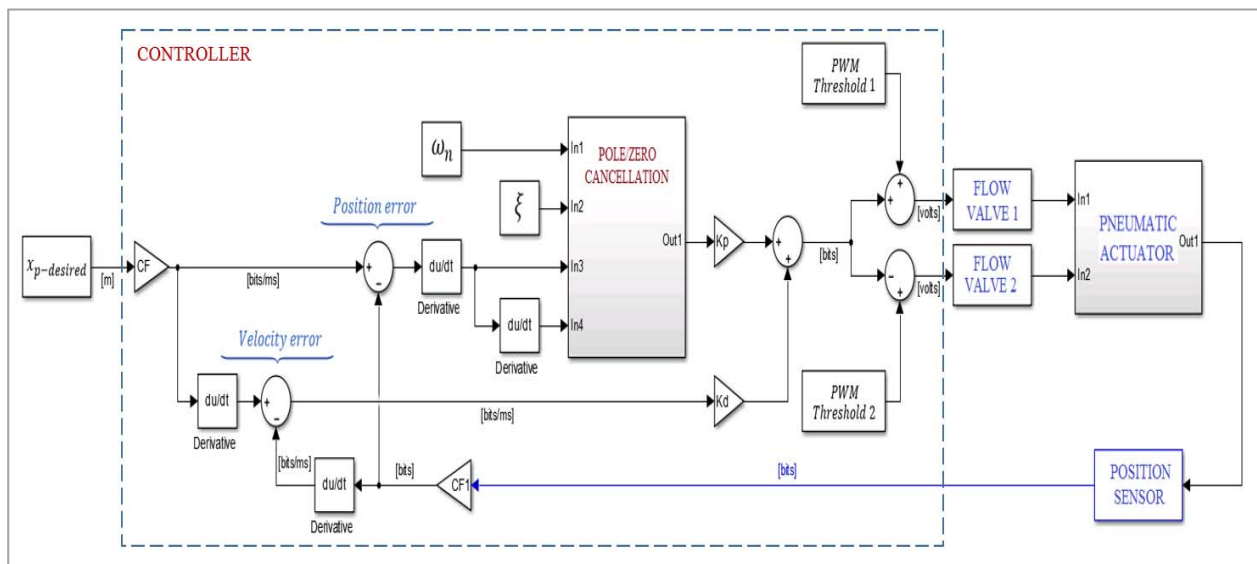 CONTROLLER
PWM
Threshold 1
ωn
In1
POLE/ZERO
CANCELLATION
ξ
In2
Position error
Out1
Kp
+
+
+
+
[volts]
FLOW
VALVE 1
In1
PNEUMATIC
ACTUATOR
Out1
xp-desired
[m]
CF
[bits/ms]
+
-
du/dt
Derivative
In3
[bits]
-
+
[volts]
FLOW
VALVE 2
In2
du/dt
Derivative
In4
Velocity error
du/dt
Derivative
+
-
[bits/ms]
Kd
PWM
Threshold 2
[bits/ms]
du/dt
Derivative
[bits]
CF1
[bits]
POSITION
SENSOR